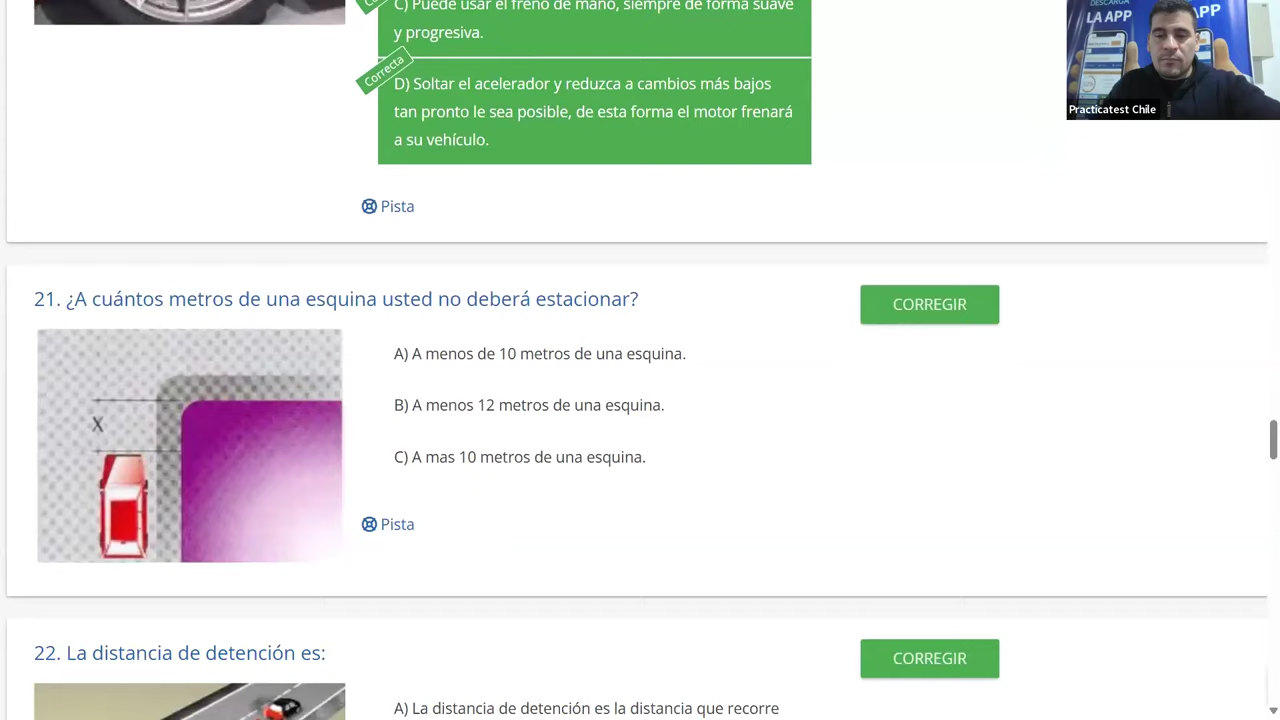 DESCARGA
LA APP
APP
C) Puede usar el freno de mano, siempre de forma suave
y progresiva.
Correcta
D) Soltar el acelerador y reduzca a cambios más bajos
tan pronto le sea posible, de esta forma el motor frenará
a su vehículo.
Practicatest Chile
Pista
21. ¿A cuántos metros de una esquina usted no deberá estacionar?
CORREGIR
X
A) A menos de 10 metros de una esquina.
B) A menos 12 metros de una esquina.
C) A mas 10 metros de una esquina.
Pista
22. La distancia de detención es:
CORREGIR
A) La distancia de detención es la distancia que recorre